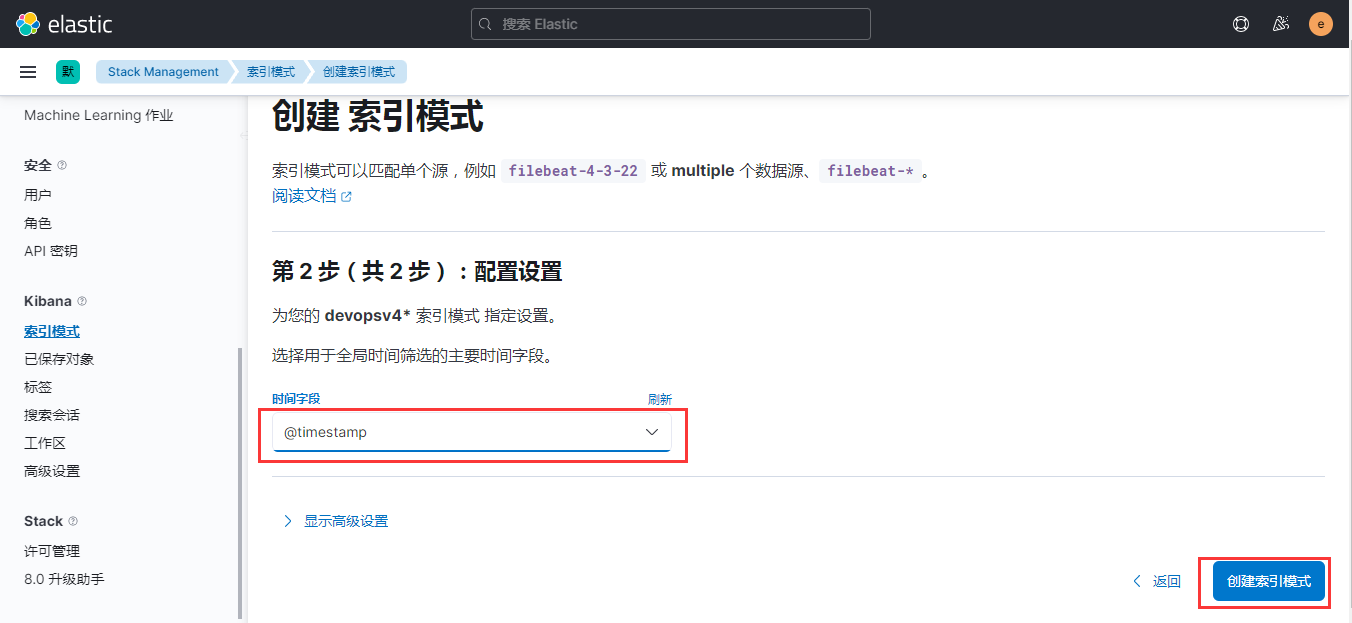 elastic
搜索 Elastic
e
默
Stack Management
索引模式
创建索引模式
Machine Learning 作业
安全
用户
角色
API 密钥
Kibana
索引模式
已保存对象
标签
搜索会话
工作区
高级设置
Stack
许可管理
8.0 升级助手
创建 索引模式
索引模式可以匹配单个源，例如 filebeat-4-3-22 或 multiple 个数据源、 filebeat-* 。
阅读文档
第 2 步（共 2 步）：配置设置
为您的 devopsv4* 索引模式 指定设置。
选择用于全局时间筛选的主要时间字段。
时间字段
刷新
@timestamp
显示高级设置
返回
创建索引模式